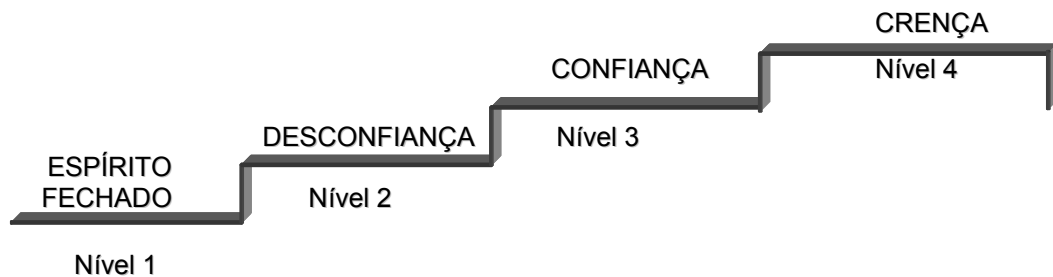 ESPÍRITO
FECHADO
Nível 1
DESCONFIANÇA
Nível 2
CONFIANÇA
Nível 3
CRENÇA
Nível 4